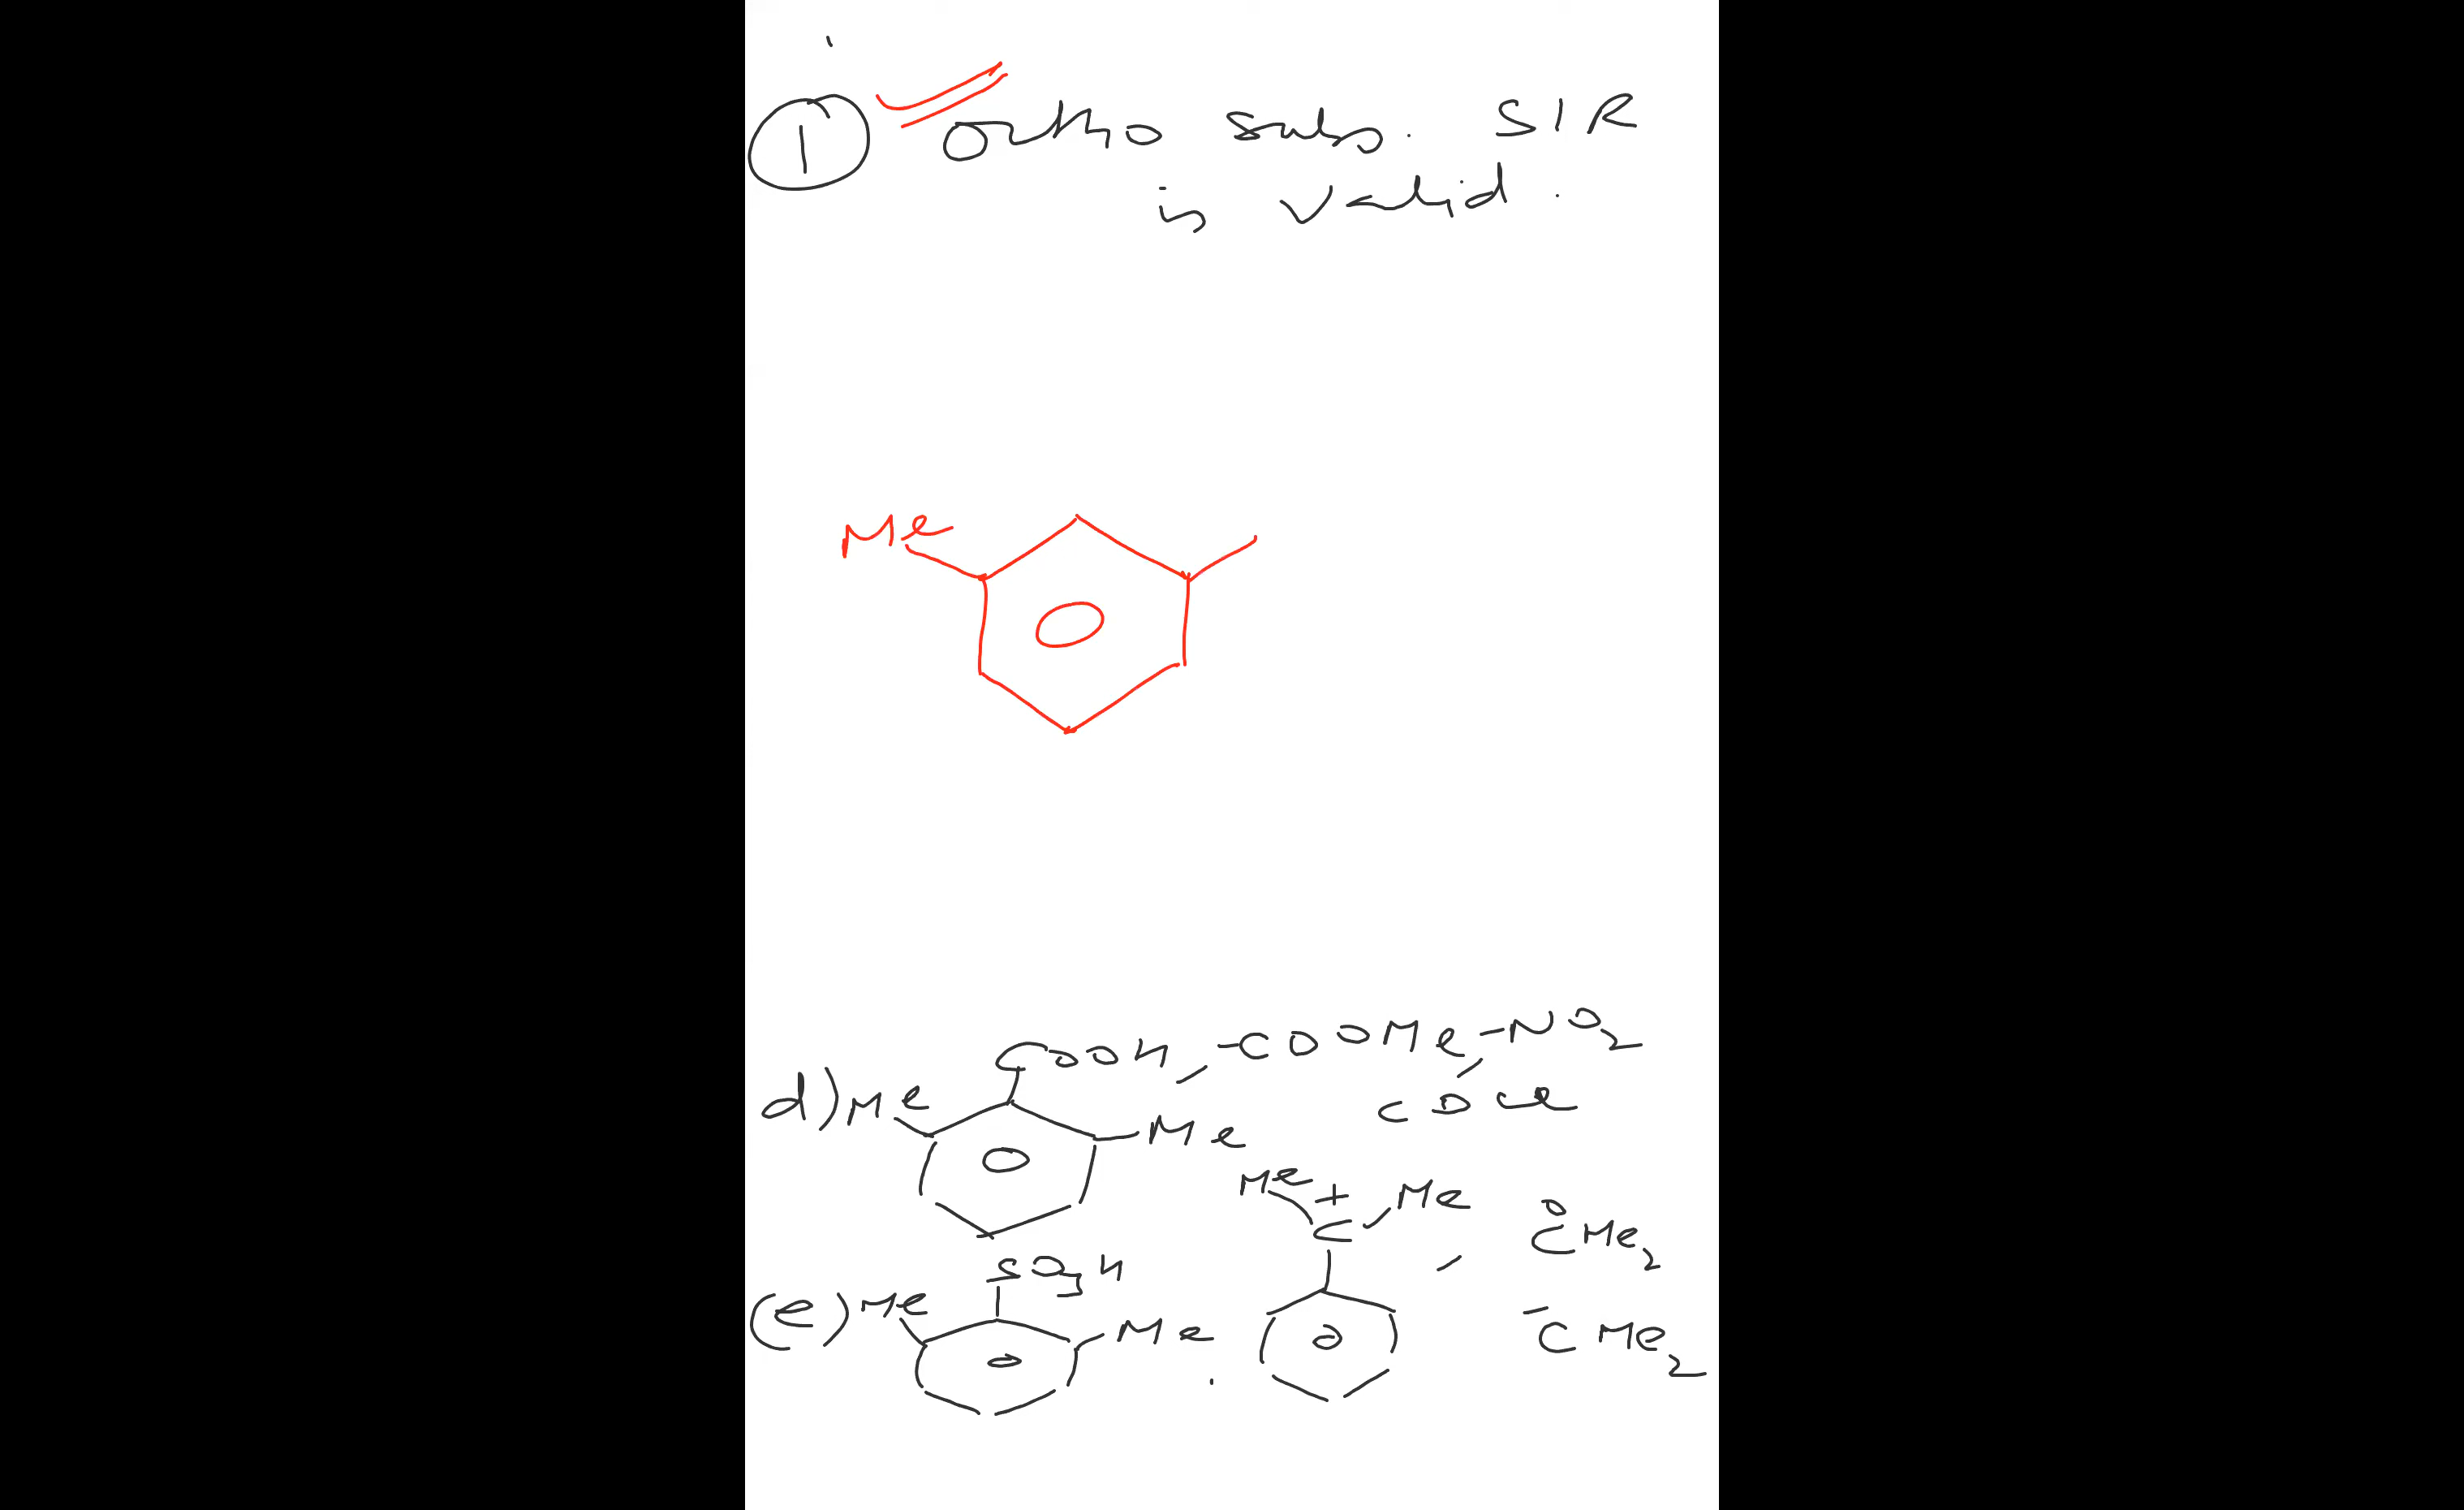 ① ortho subs. SIR
is valid.
Me
COOH, -COOMe, -NO2
d) Me
Me
Me + Me
C
,
CMe2
SO3H
(e) Me
Me
CMe2